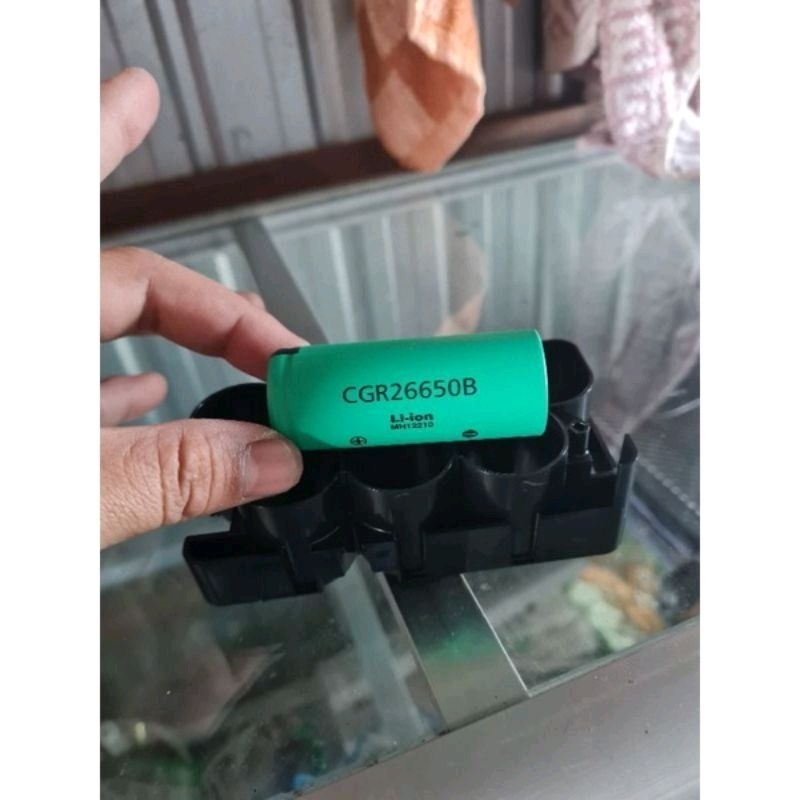 CGR26650B
Li-ion
MH12210
⊕ ⊖